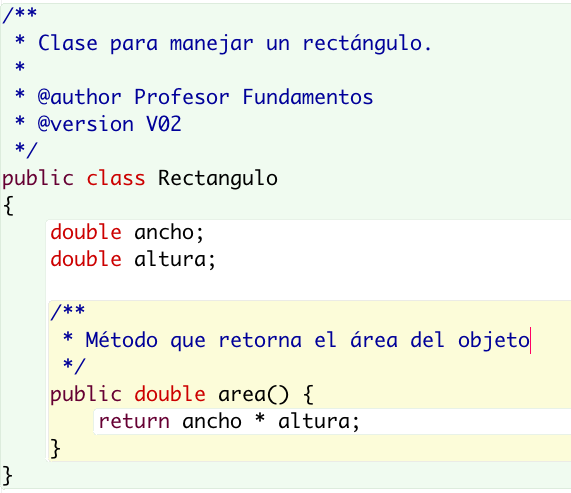 /**
 * Clase para manejar un rectángulo.
 *
 * @author Profesor Fundamentos
 * @version V02
 */
public class Rectangulo
{
    double ancho;
    double altura;

    /**
     * Método que retorna el área del objeto
     */
    public double area() {
        return ancho * altura;
    }
}